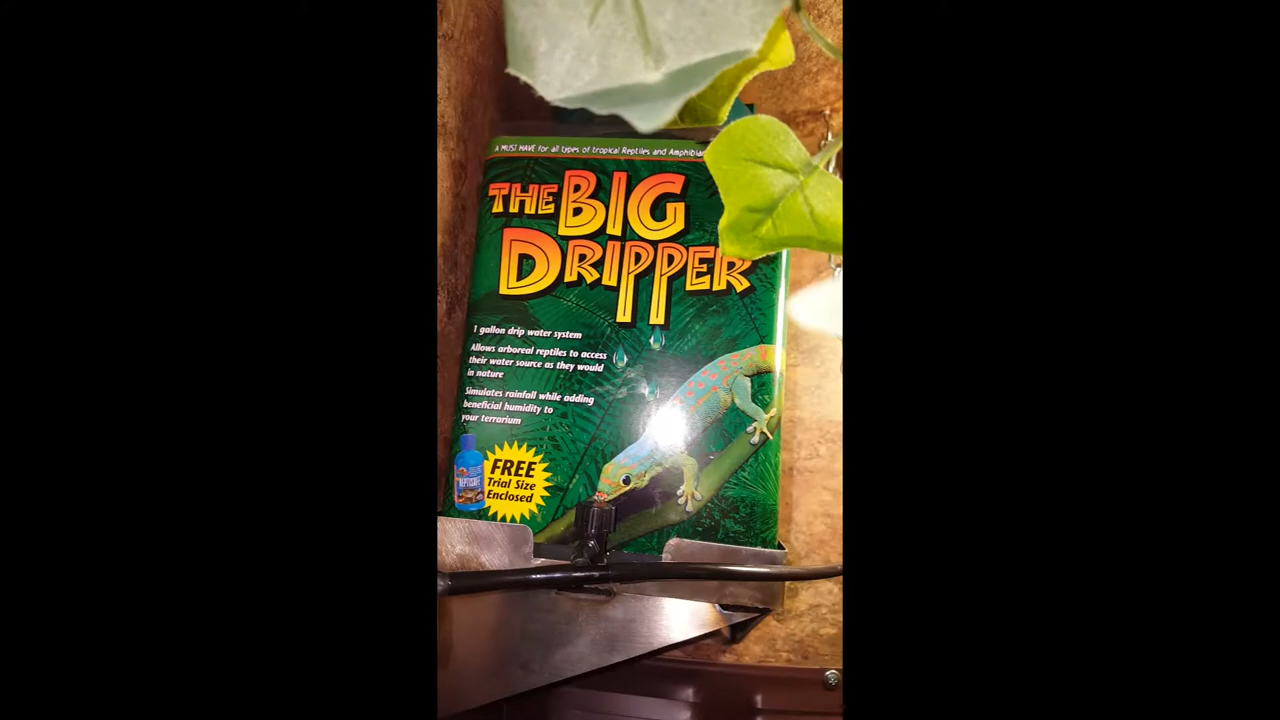 A MUST HAVE for all types of tropical Reptiles and
THE BIG
DRIPPER
1 gallon drip water system
Allows arboreal reptiles to access
their water source as they would
in nature
Simulates rainfall while adding
beneficial humidity to
your terrarium
FREE
Trial Size
Enclosed
REPTISAFE